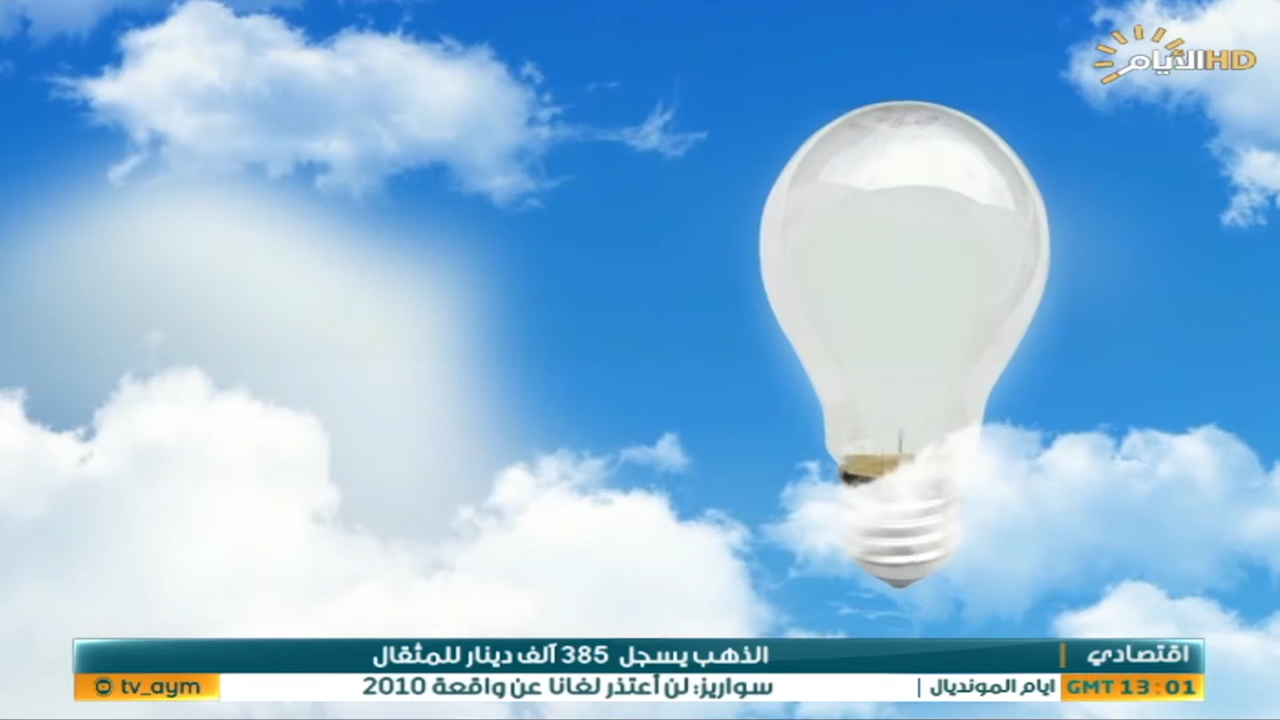 الأيام HD
اقتصادي | الذهب يسجل 385 ألف دينار للمثقال
GMT 13:01 ايام المونديال | سواريز: لن أعتذر لغانا عن واقعة 2010 tv_aym